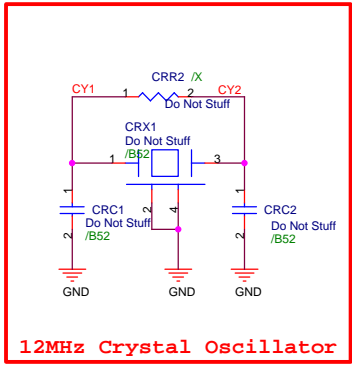 CRR2 /X
CY1 1 2 CY2
Do Not Stuff
CRX1
Do Not Stuff
/B52
1 3
1 2 4 1
CRC1 CRC2
Do Not Stuff Do Not Stuff
/B52 /B52
2 2
GND GND GND
12MHz Crystal Oscillator